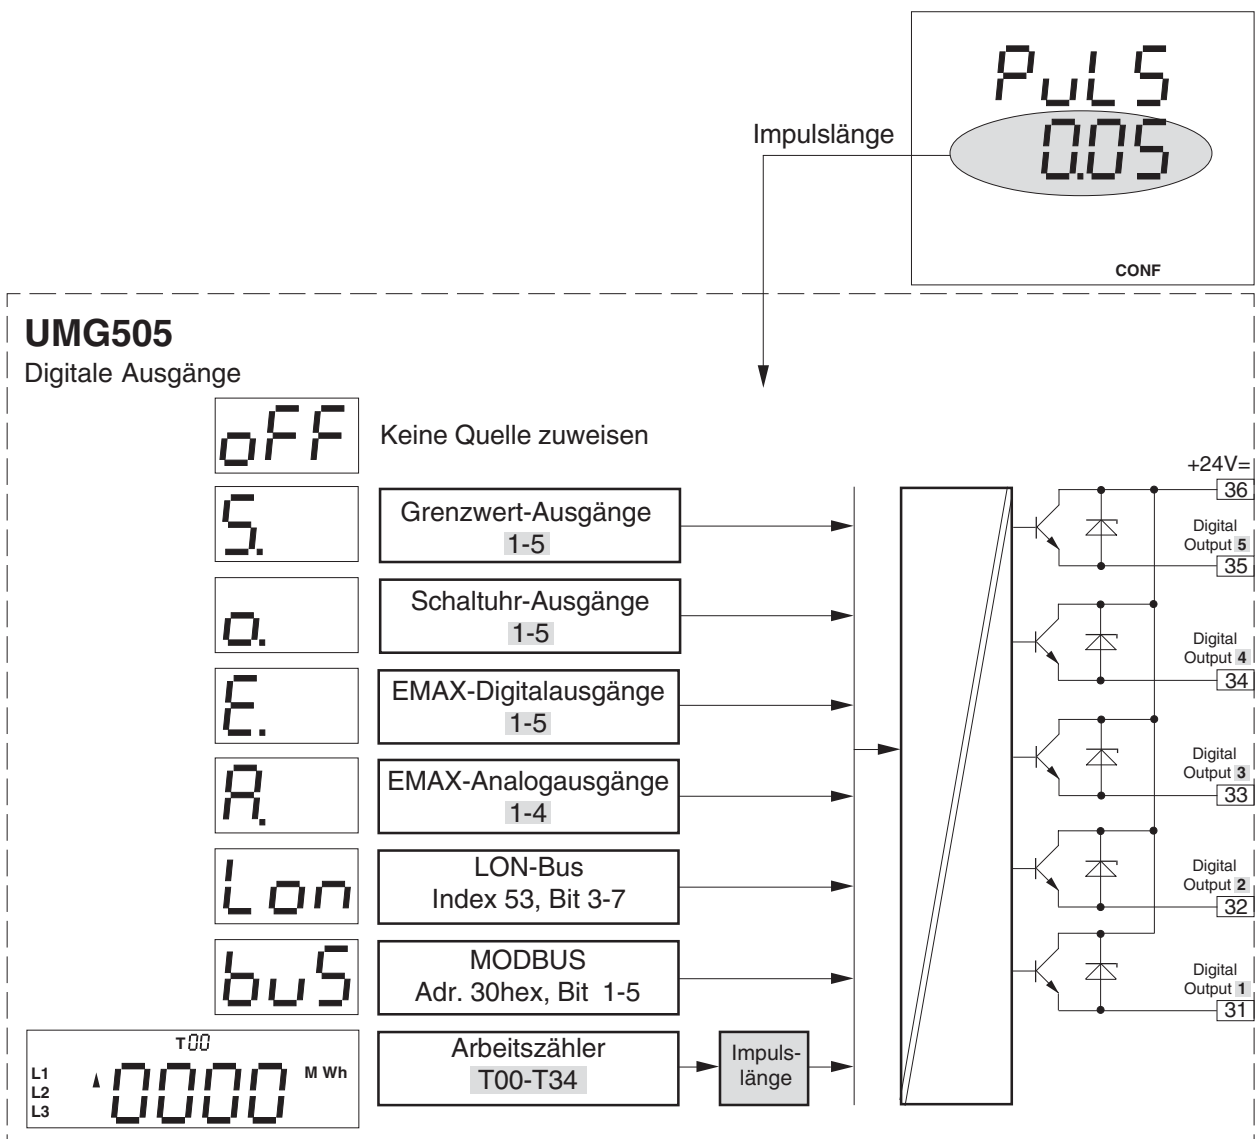 PuLS
Impulslänge
0.05
CONF
UMG505
Digitale Ausgänge
oFF
Keine Quelle zuweisen
+24V=
36
S.
Grenzwert-Ausgänge
1-5
Digital
Output 5
35
o.
Schaltuhr-Ausgänge
1-5
Digital
Output 4
34
E.
EMAX-Digitalausgänge
1-5
A.
EMAX-Analogausgänge
1-4
Digital
Output 3
33
Lon
LON-Bus
Index 53, Bit 3-7
Digital
Output 2
32
buS
MODBUS
Adr. 30hex, Bit 1-5
Digital
Output 1
31
T00
L1
L2
L3
0000
M Wh
Arbeitszähler
T00-T34
Impuls-
länge